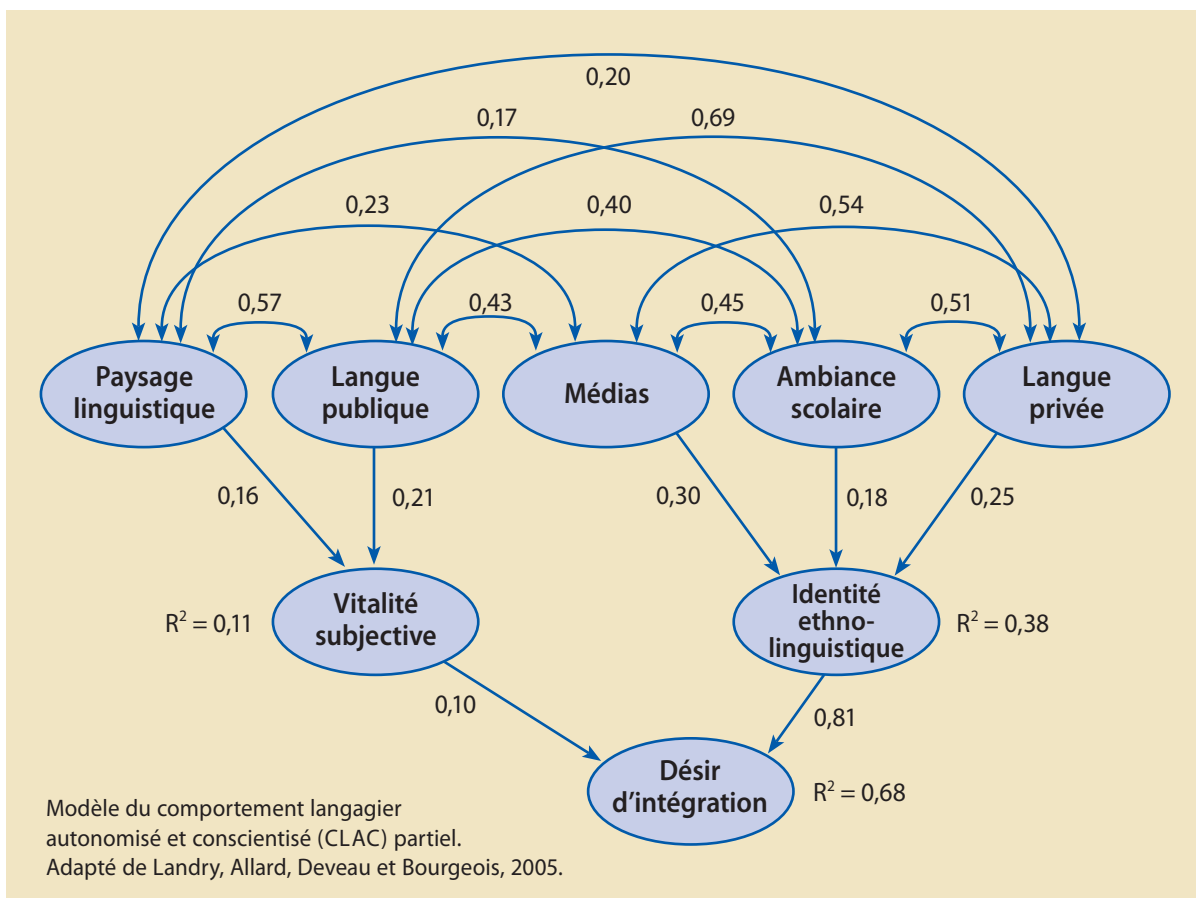 0,20
0,17
0,69
0,23
0,40
0,54
0,57
0,43
0,45
0,51
Paysage
linguistique
Langue
publique
Médias
Ambiance
scolaire
Langue
privée
0,16
0,21
0,30
0,18
0,25
R² = 0,11
Vitalité
subjective
Identité
ethno-
linguistique
R² = 0,38
0,10
0,81
Désir
d'intégration
R² = 0,68
Modèle du comportement langagier
autonomisé et conscientisé (CLAC) partiel.
Adapté de Landry, Allard, Deveau et Bourgeois, 2005.